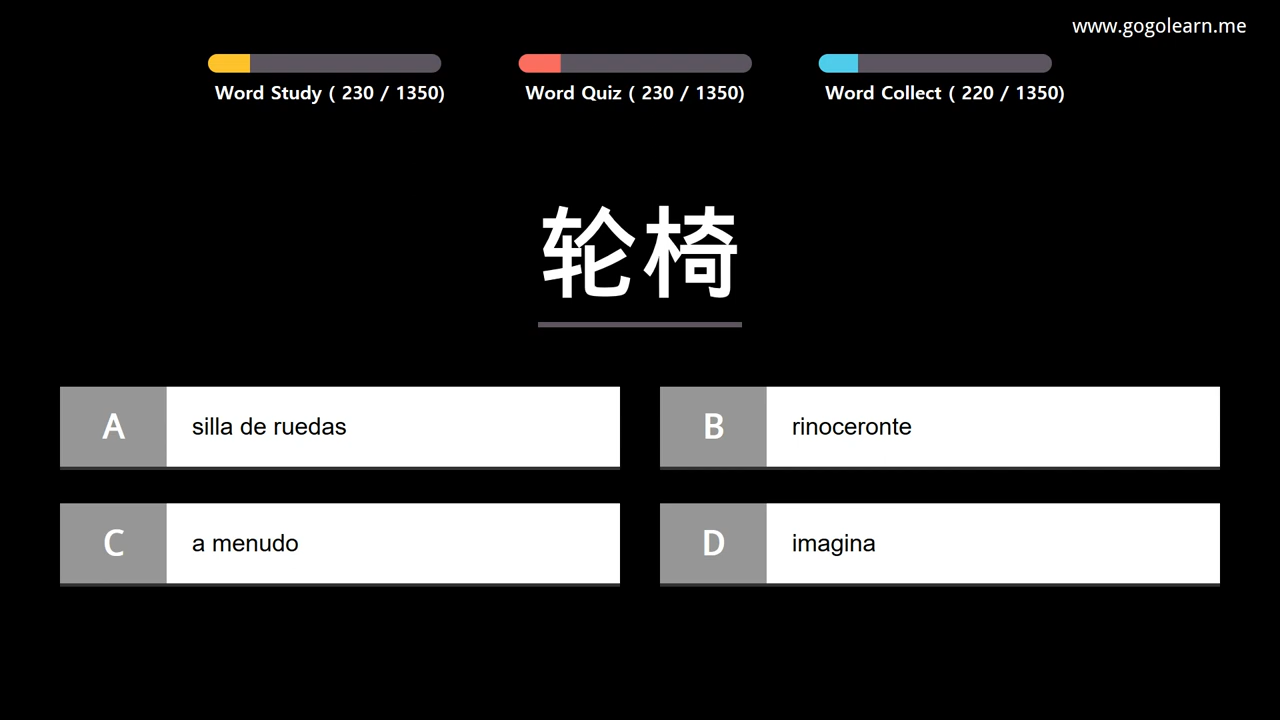 www.gogolearn.me
Word Study ( 230 / 1350)
Word Quiz ( 230 / 1350)
Word Collect ( 220 / 1350)
轮椅
A silla de ruedas
B rinoceronte
C a menudo
D imagina